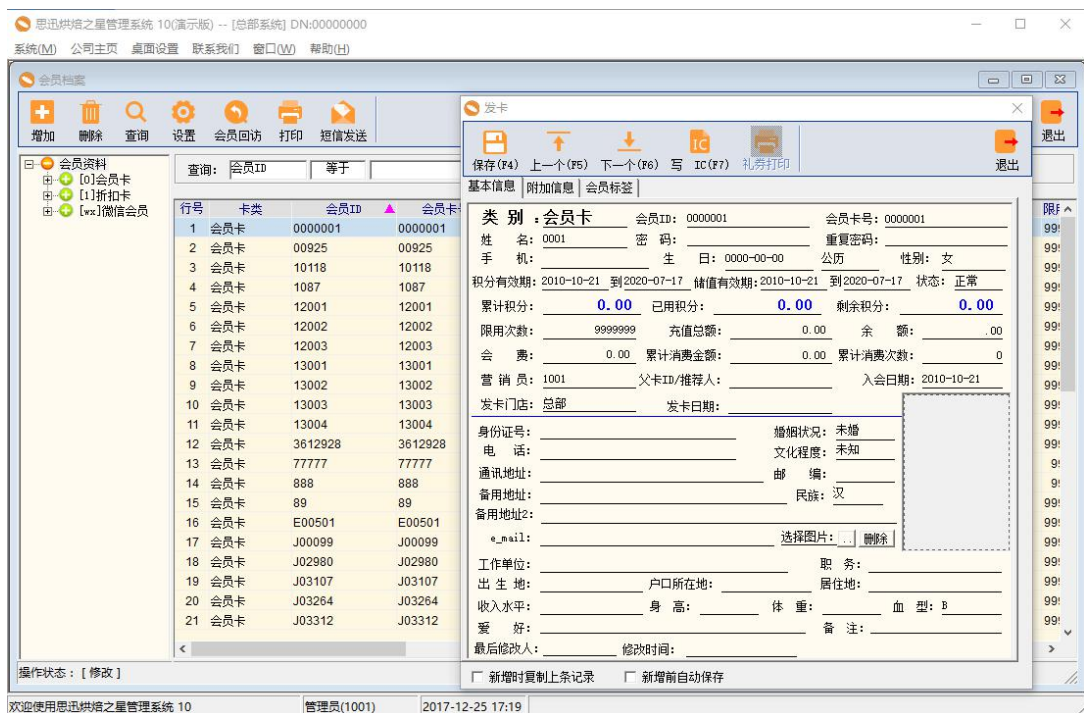 思迅烘焙之星管理系统 10(演示版) -- [总部系统] DN:00000000
系统(M) 公司主页 桌面设置 联系我们 窗口(W) 帮助(H)
会员档案
增加 删除 查询 设置 会员回访 打印 短信发送 退出
会员资料
[0]会员卡
[1]折扣卡
[wx]微信会员
查询: 会员ID 等于
行号 卡类 会员ID 会员卡
1 会员卡 0000001 0000001
2 会员卡 00925 00925
3 会员卡 10118 10118
4 会员卡 1087 1087
5 会员卡 12001 12001
6 会员卡 12002 12002
7 会员卡 12003 12003
8 会员卡 13001 13001
9 会员卡 13002 13002
10 会员卡 13003 13003
11 会员卡 13004 13004
12 会员卡 3612928 3612928
13 会员卡 77777 77777
14 会员卡 888 888
15 会员卡 89 89
16 会员卡 E00501 E00501
17 会员卡 J00099 J00099
18 会员卡 J02980 J02980
19 会员卡 J03107 J03107
20 会员卡 J03264 J03264
21 会员卡 J03312 J03312
操作状态：[ 修改 ]
发卡
保存(F4) 上一个(F5) 下一个(F6) 写 IC(F7) 礼券打印 退出
基本信息 附加信息 会员标签
类 别 :会员卡 会员ID: 0000001 会员卡号: 0000001
姓 名: 0001 密 码: 重复密码:
手 机: 生 日: 0000-00-00 公历 性别: 女
积分有效期: 2010-10-21 到2020-07-17 储值有效期: 2010-10-21 到2020-07-17 状态: 正常
累计积分: 0.00 已用积分: 0.00 剩余积分: 0.00
限用次数: 9999999 充值总额: 0.00 余 额: .00
会 费: 0.00 累计消费金额: 0.00 累计消费次数: 0
营 销 员: 1001 父卡ID/推荐人: 入会日期: 2010-10-21
发卡门店: 总部 发卡日期:
身份证号: 婚姻状况: 未婚
电 话: 文化程度: 未知
通讯地址: 邮 编:
备用地址: 民族: 汉
备用地址2:
e_mail: 选择图片: .. 删除
工作单位: 职 务:
出 生 地: 户口所在地: 居住地:
收入水平: 身 高: 体 重: 血 型: B
爱 好: 备 注:
最后修改人: 修改时间:
新增时复制上条记录 新增前自动保存
欢迎使用思迅烘焙之星管理系统 10 管理员(1001) 2017-12-25 17:19